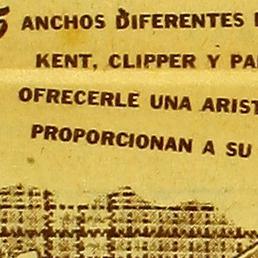 5 ANCHOS DIFERENTES
KENT, CLIPPER Y
OFRECERLE UNA
PROPORCIONAN A SU